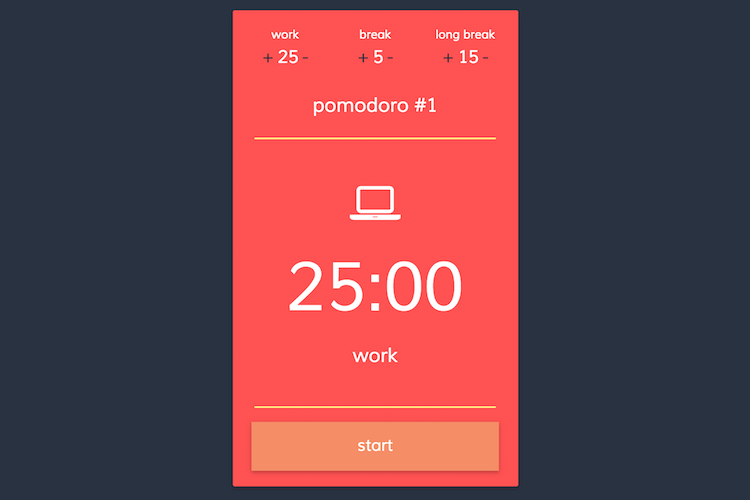 work break long break
+ 25 - + 5 - + 15 -
pomodoro #1
25:00
work
start